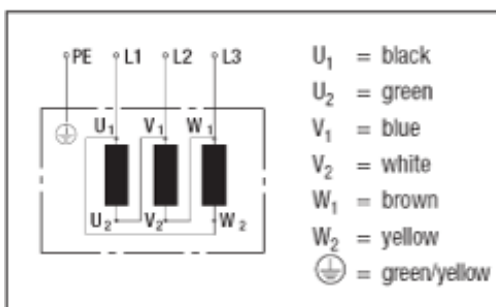 PE L1 L2 L3
U₁ V₁ W₁
U₂ V₂ W₂
U₁ = black
U₂ = green
V₁ = blue
V₂ = white
W₁ = brown
W₂ = yellow
⏚ = green/yellow